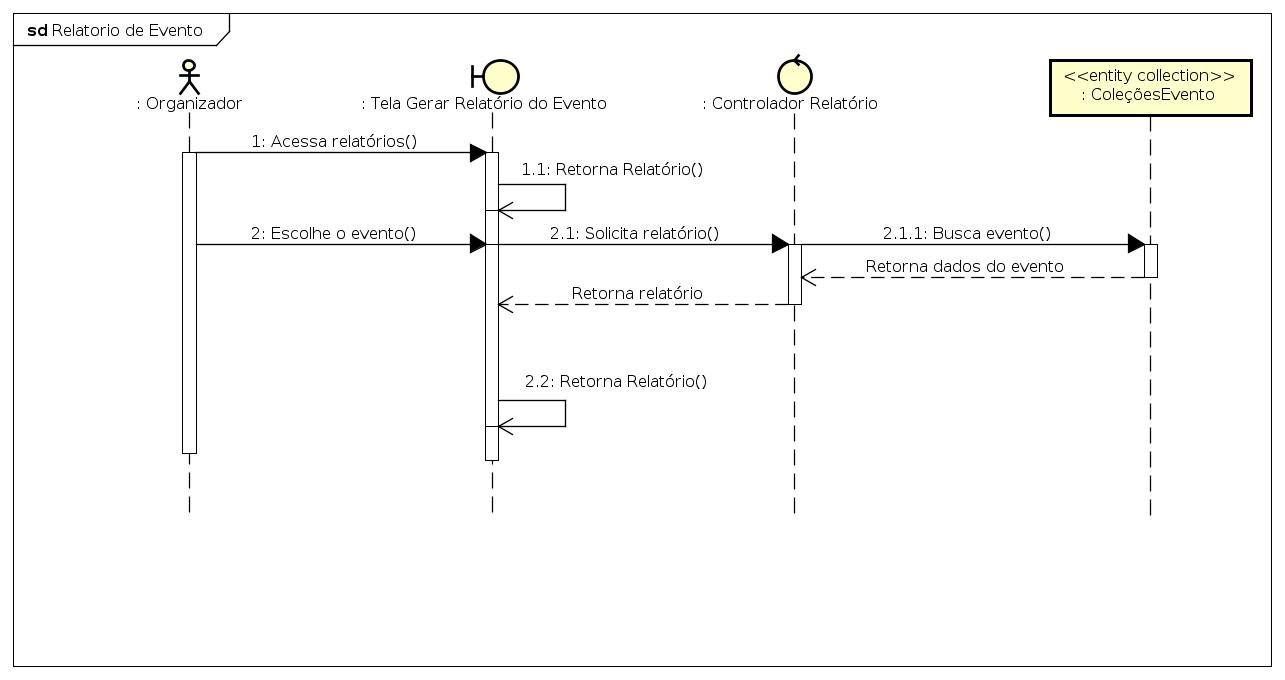 sd Relatorio de Evento
: Organizador
: Tela Gerar Relatório do Evento
: Controlador Relatório
<<entity collection>>
: ColeçõesEvento
1: Acessa relatórios()
1.1: Retorna Relatório()
2: Escolhe o evento()
2.1: Solicita relatório()
2.1.1: Busca evento()
Retorna dados do evento
Retorna relatório
2.2: Retorna Relatório()